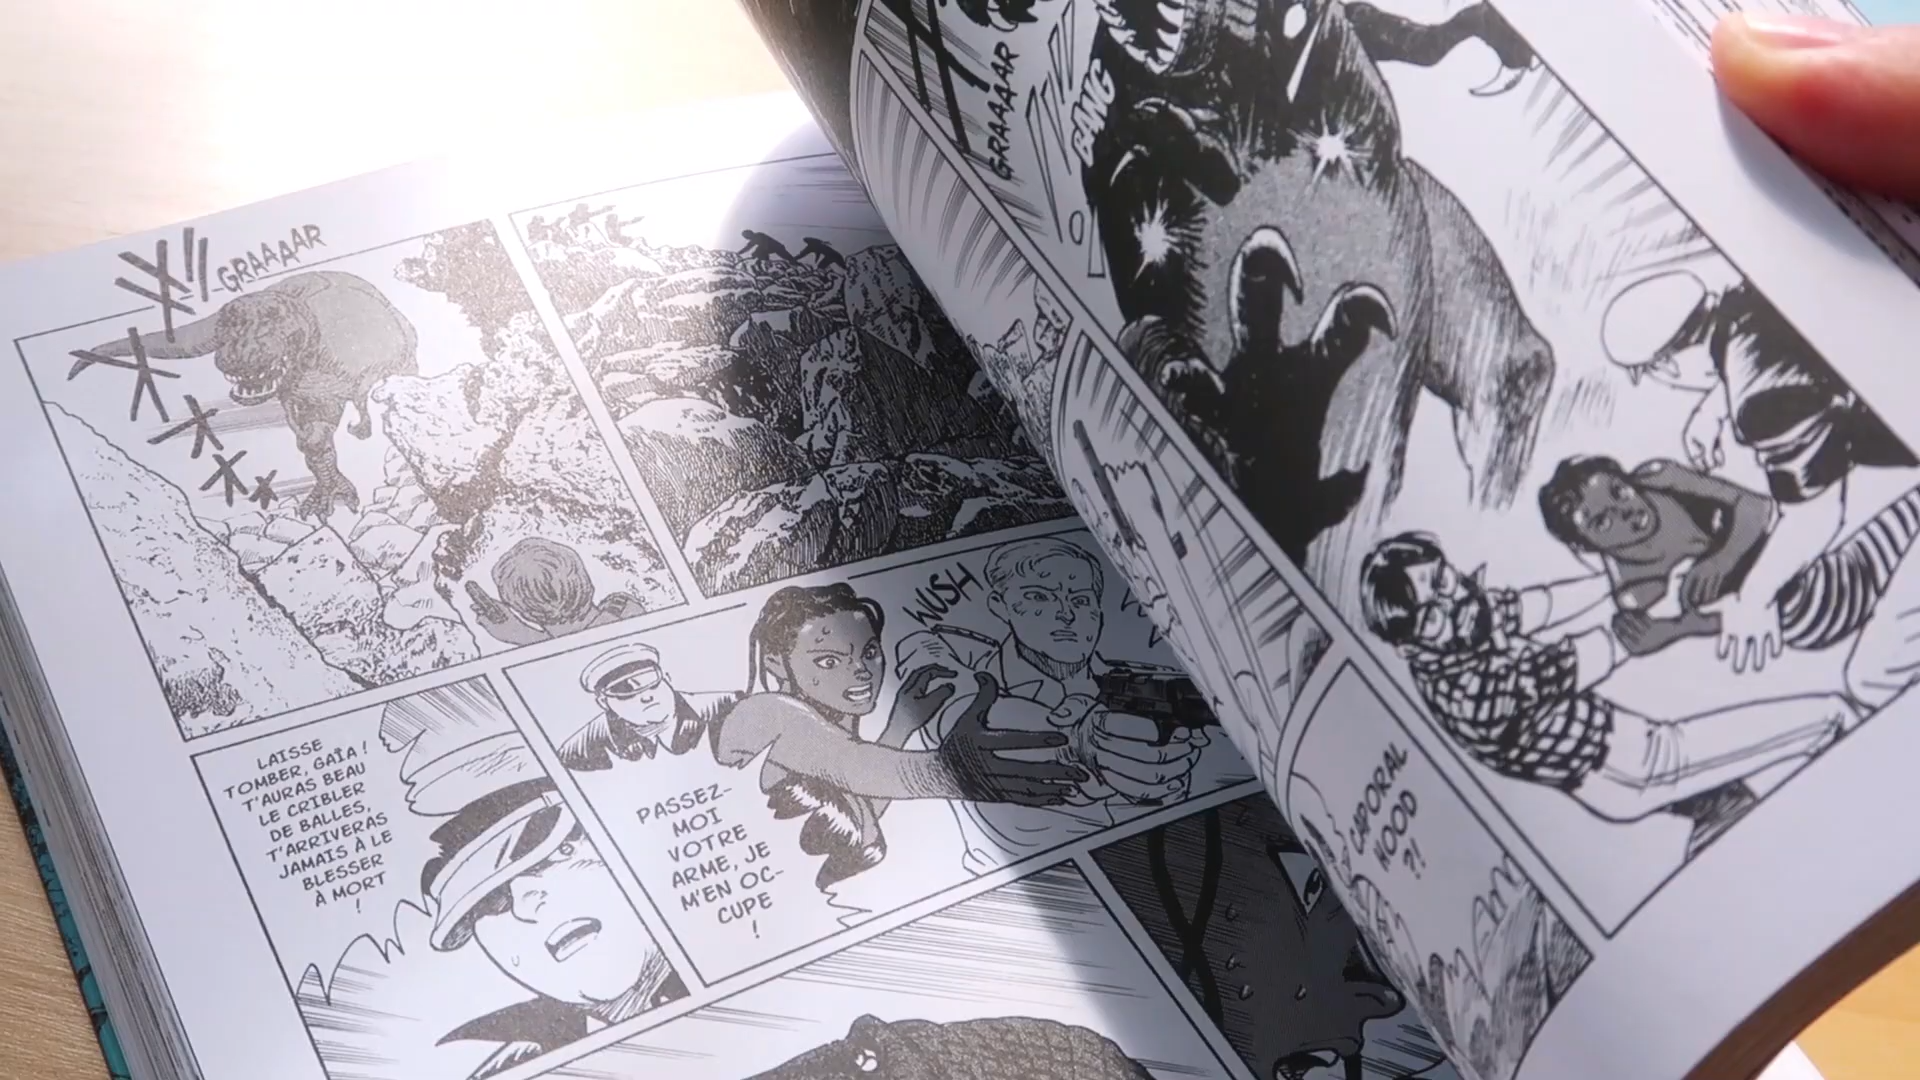 GRAAAAR
LAISSE
TOMBER, GAÏA !
T'AURAS BEAU
LE CRIBLER
DE BALLES,
T'ARRIVERAS
JAMAIS À LE
BLESSER
À MORT
!
PASSEZ-
MOI
VOTRE
ARME, JE
M'EN OC-
CUPE
!
WUSH
GRAAAAR
BANG
CAPORAL
HOOD
?!